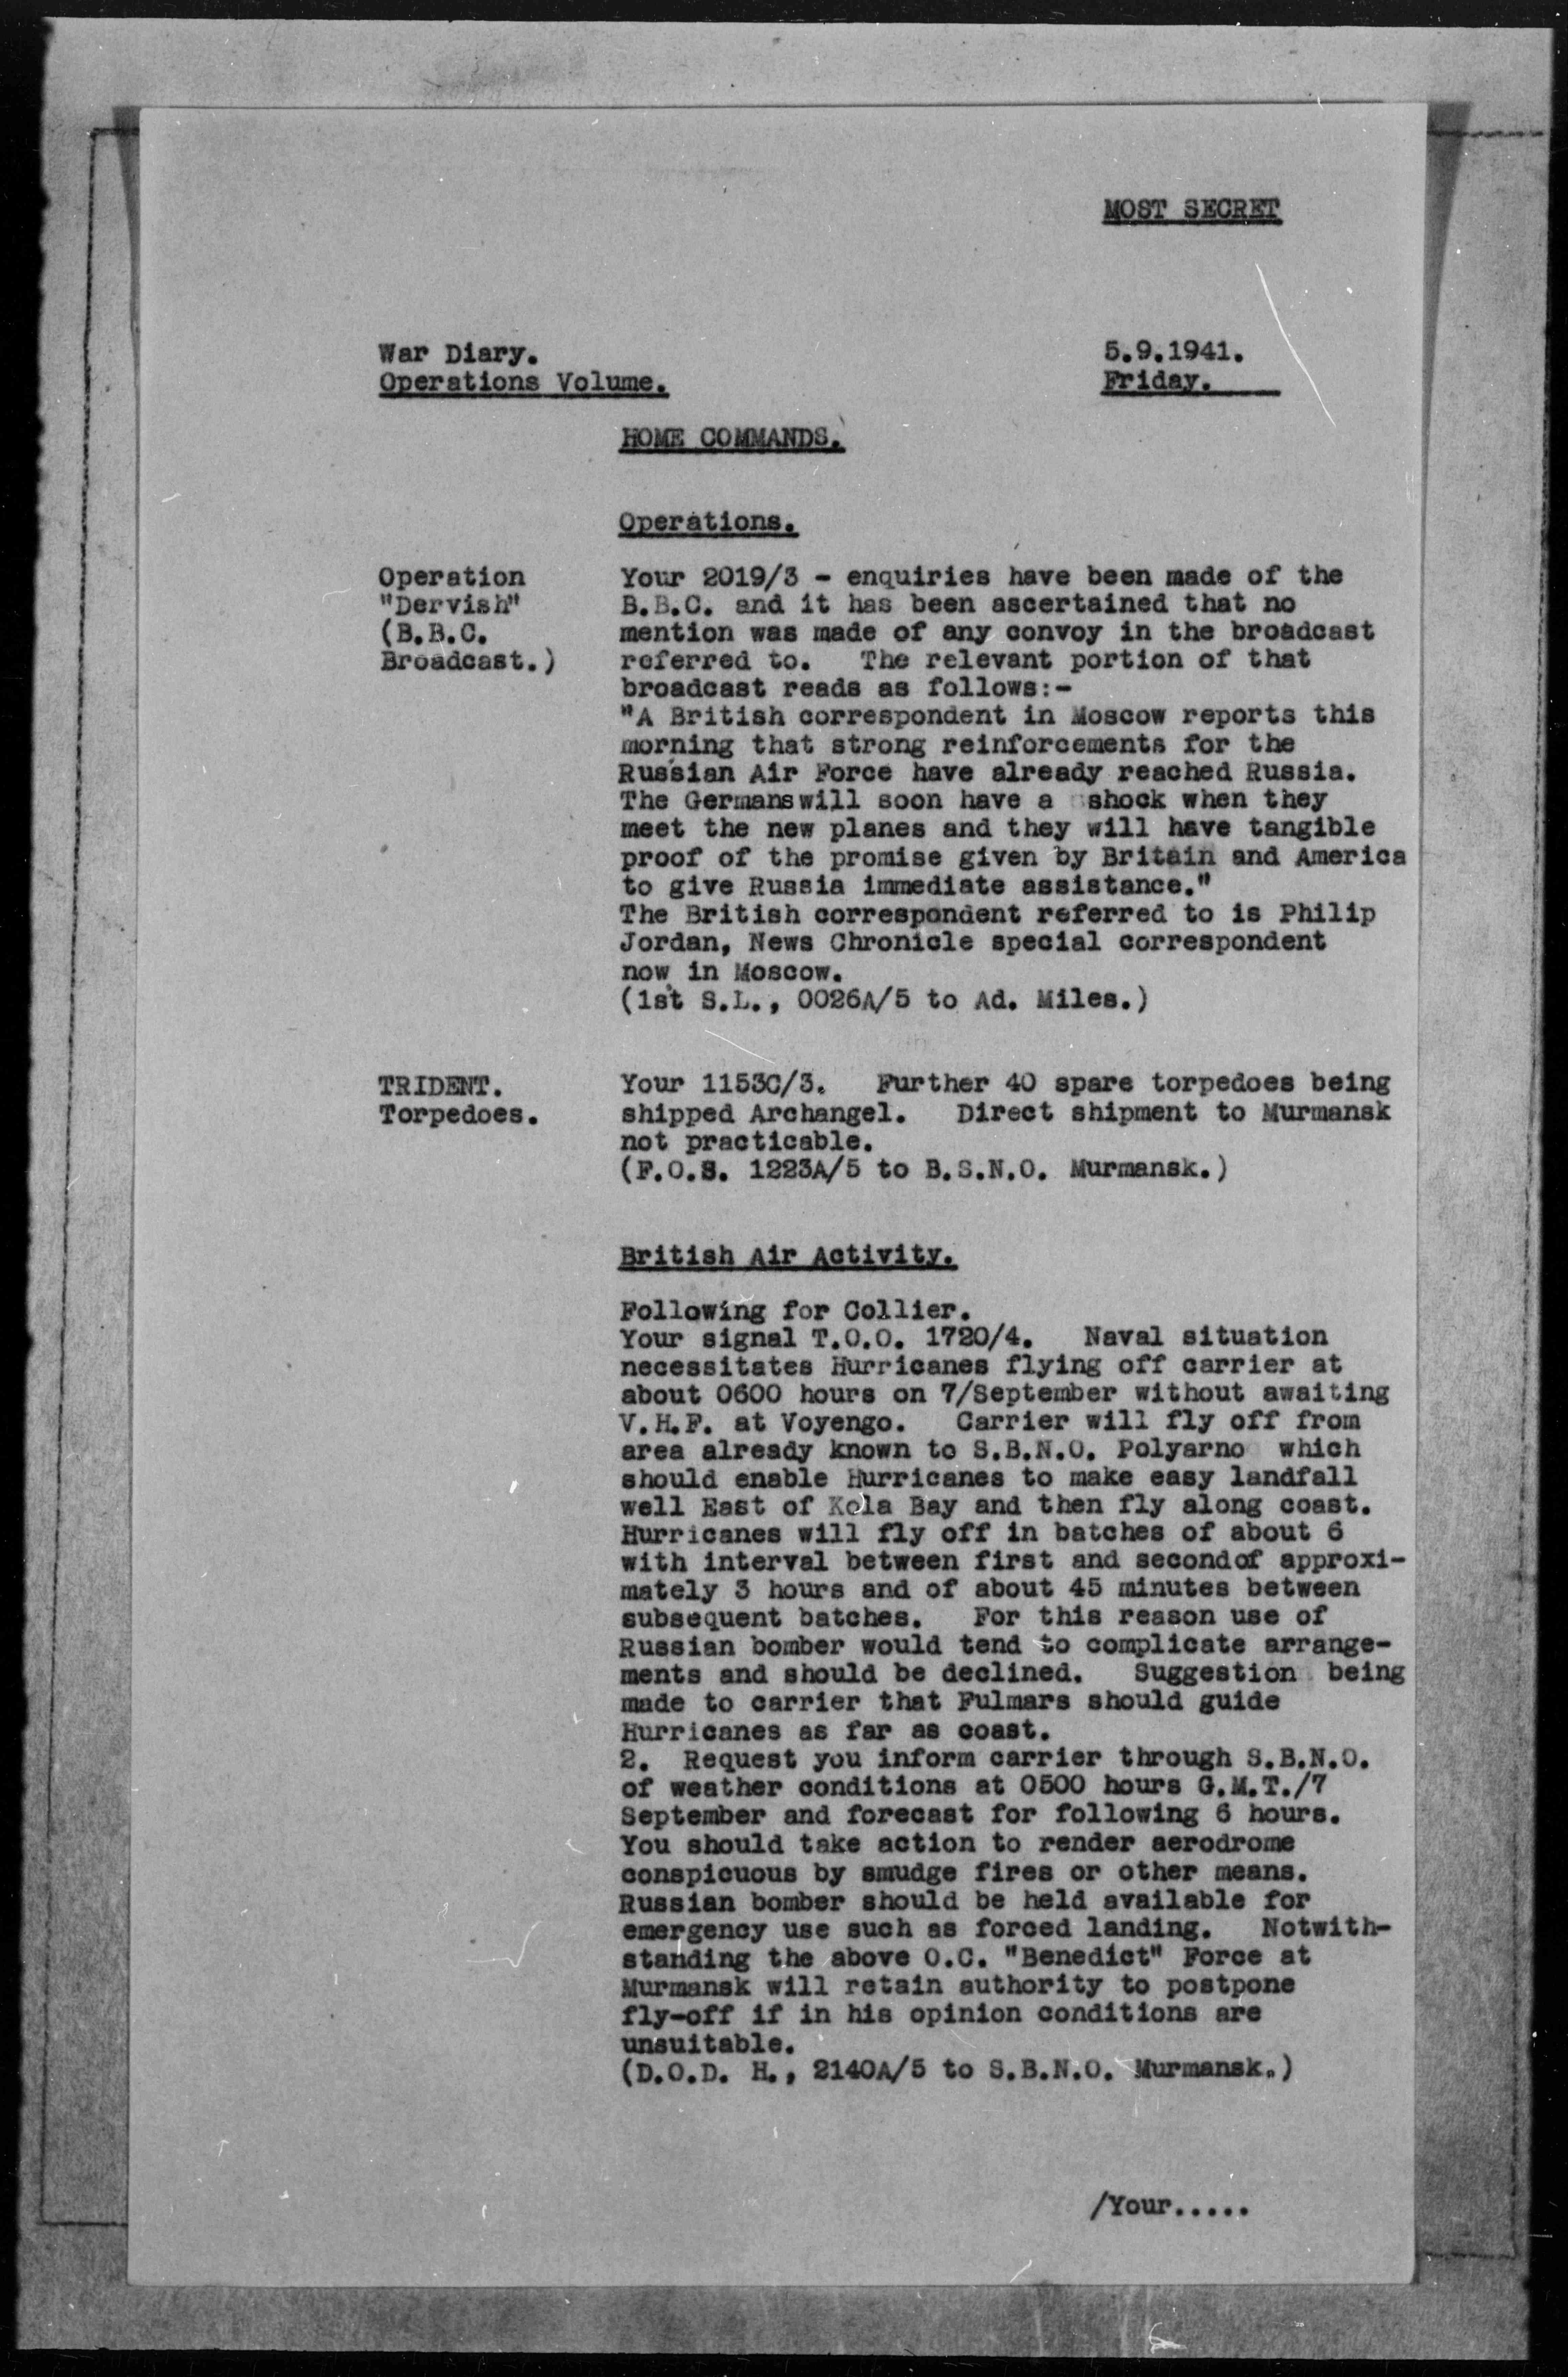 MOST SECRET
War Diary.
Operations Volume.
5.9.1941.
Friday.
HOME COMMANDS.
Operations.
Operation
"Dervish"
(B.B.C.
Broadcast.)
Your 2019/3 - enquiries have been made of the
B.B.C. and it has been ascertained that no
mention was made of any convoy in the broadcast
referred to. The relevant portion of that
broadcast reads as follows:-
"A British correspondent in Moscow reports this
morning that strong reinforcements for the
Russian Air Force have already reached Russia.
The Germans will soon have a shock when they
meet the new planes and they will have tangible
proof of the promise given by Britain and America
to give Russia immediate assistance."
The British correspondent referred to is Philip
Jordan, News Chronicle special correspondent
now in Moscow.
(1st S.L., 0026A/5 to Ad. Miles.)
TRIDENT.
Torpedoes.
Your 1153C/3. Further 40 spare torpedoes being
shipped Archangel. Direct shipment to Murmansk
not practicable.
(F.O.S. 1223A/5 to B.S.N.O. Murmansk.)
British Air Activity.
Following for Collier.
Your signal T.O.O. 1720/4. Naval situation
necessitates Hurricanes flying off carrier at
about 0600 hours on 7/September without awaiting
V.H.F. at Voyengo. Carrier will fly off from
area already known to S.B.N.O. Polyarno which
should enable Hurricanes to make easy landfall
well East of Kola Bay and then fly along coast.
Hurricanes will fly off in batches of about 6
with interval between first and second of approxi-
mately 3 hours and of about 45 minutes between
subsequent batches. For this reason use of
Russian bomber would tend to complicate arrange-
ments and should be declined. Suggestion being
made to carrier that Fulmars should guide
Hurricanes as far as coast.
2. Request you inform carrier through S.B.N.O.
of weather conditions at 0500 hours G.M.T./7
September and forecast for following 6 hours.
You should take action to render aerodrome
conspicuous by smudge fires or other means.
Russian bomber should be held available for
emergency use such as forced landing. Notwith-
standing the above O.C. "Benedict" Force at
Murmansk will retain authority to postpone
fly-off if in his opinion conditions are
unsuitable.
(D.O.D. H., 2140A/5 to S.B.N.O. Murmansk.)
/Your.....